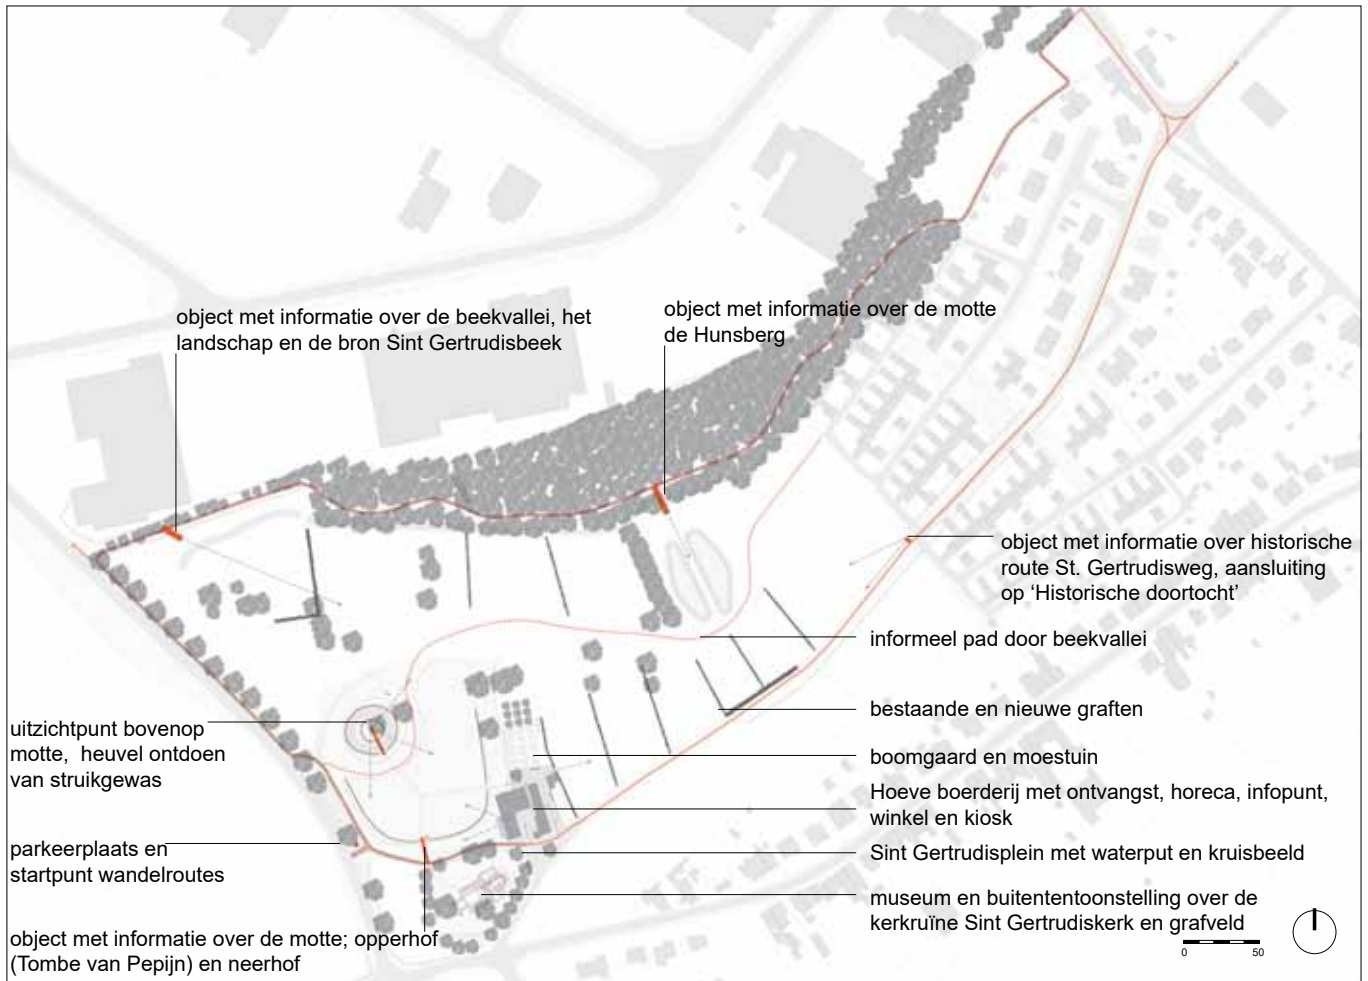 object met informatie over de beekvallei, het
landschap en de bron Sint Gertrudisbeek
object met informatie over de motte
de Hunsberg
object met informatie over historische
route St. Gertrudisweg, aansluiting
op ‘Historische doortocht’
informeel pad door beekvallei
bestaande en nieuwe graften
boomgaard en moestuin
Hoeve boerderij met ontvangst, horeca, infopunt,
winkel en kiosk
Sint Gertrudisplein met waterput en kruisbeeld
museum en buitententoonstelling over de
kerkruïne Sint Gertrudiskerk en grafveld
uitzichtpunt bovenop
motte, heuvel ontdoen
van struikgewas
parkeerplaats en
startpunt wandelroutes
object met informatie over de motte; opperhof
(Tombe van Pepijn) en neerhof
0 50